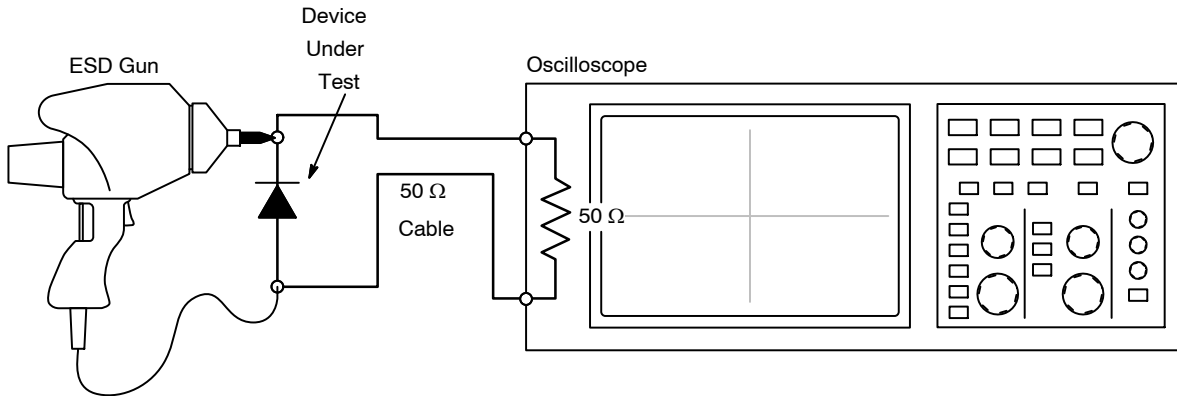 Device
Under
Test
ESD Gun
Oscilloscope
50 Ω
Cable
50 Ω